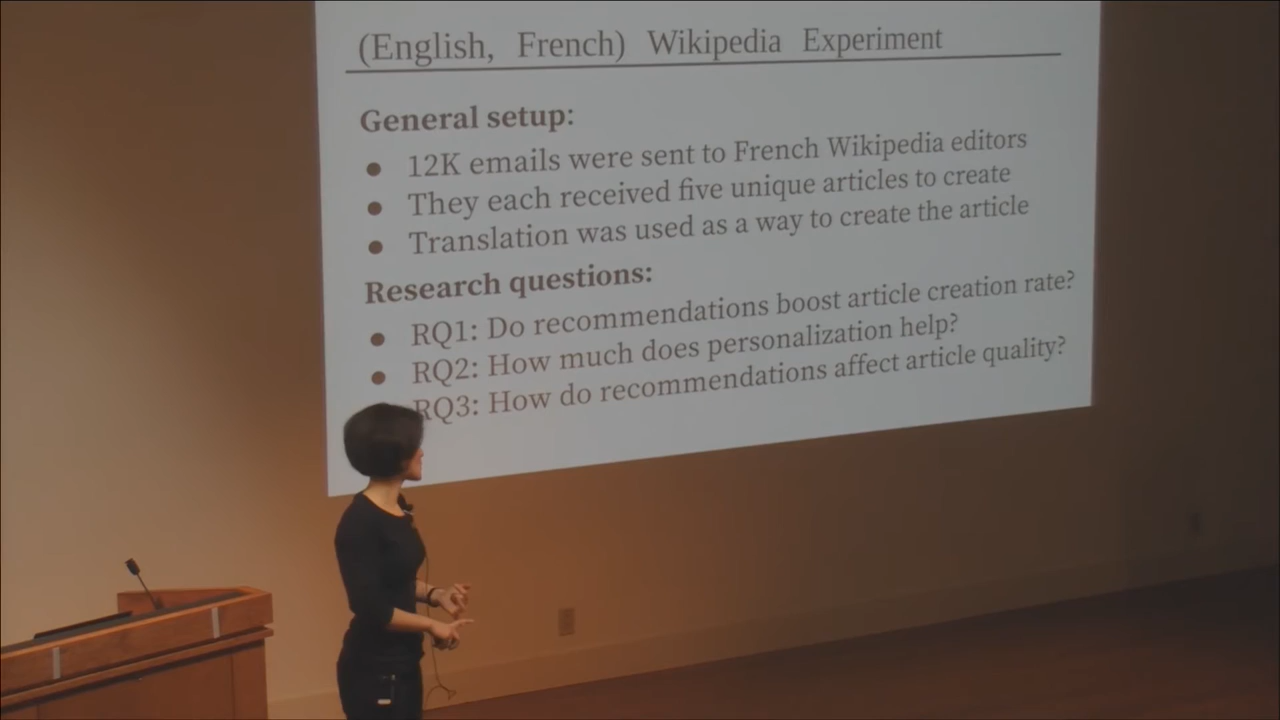 (English, French) Wikipedia Experiment
General setup:
● 12K emails were sent to French Wikipedia editors
● They each received five unique articles to create
● Translation was used as a way to create the article
Research questions:
● RQ1: Do recommendations boost article creation rate?
● RQ2: How much does personalization help?
RQ3: How do recommendations affect article quality?